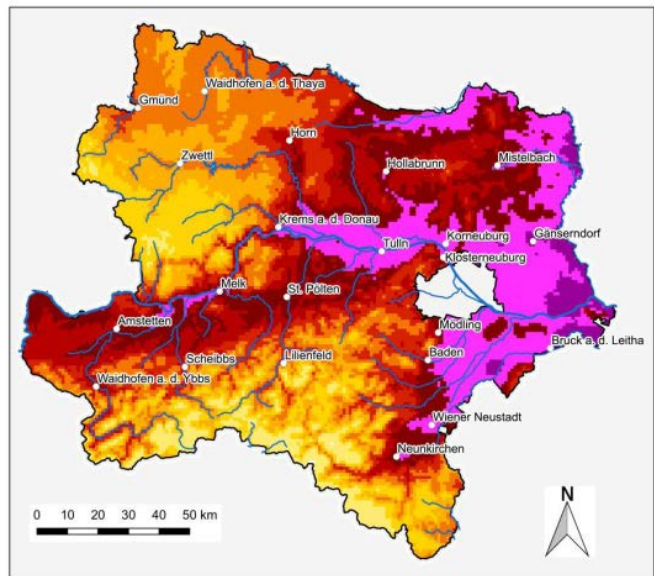 Waidhofen a. d. Thaya
Gmünd
Horn
Zwettl
Hollabrunn
Mistelbach
Krems a. d. Donau
Korneuburg
Gänserndorf
Tulln
Klosterneuburg
Melk
St. Pölten
Amstetten
Mödling
Bruck a. d. Leitha
Baden
Scheibbs
Lilienfeld
Waidhofen a. d. Ybbs
Wiener Neustadt
Neunkirchen
N
0 10 20 30 40 50 km